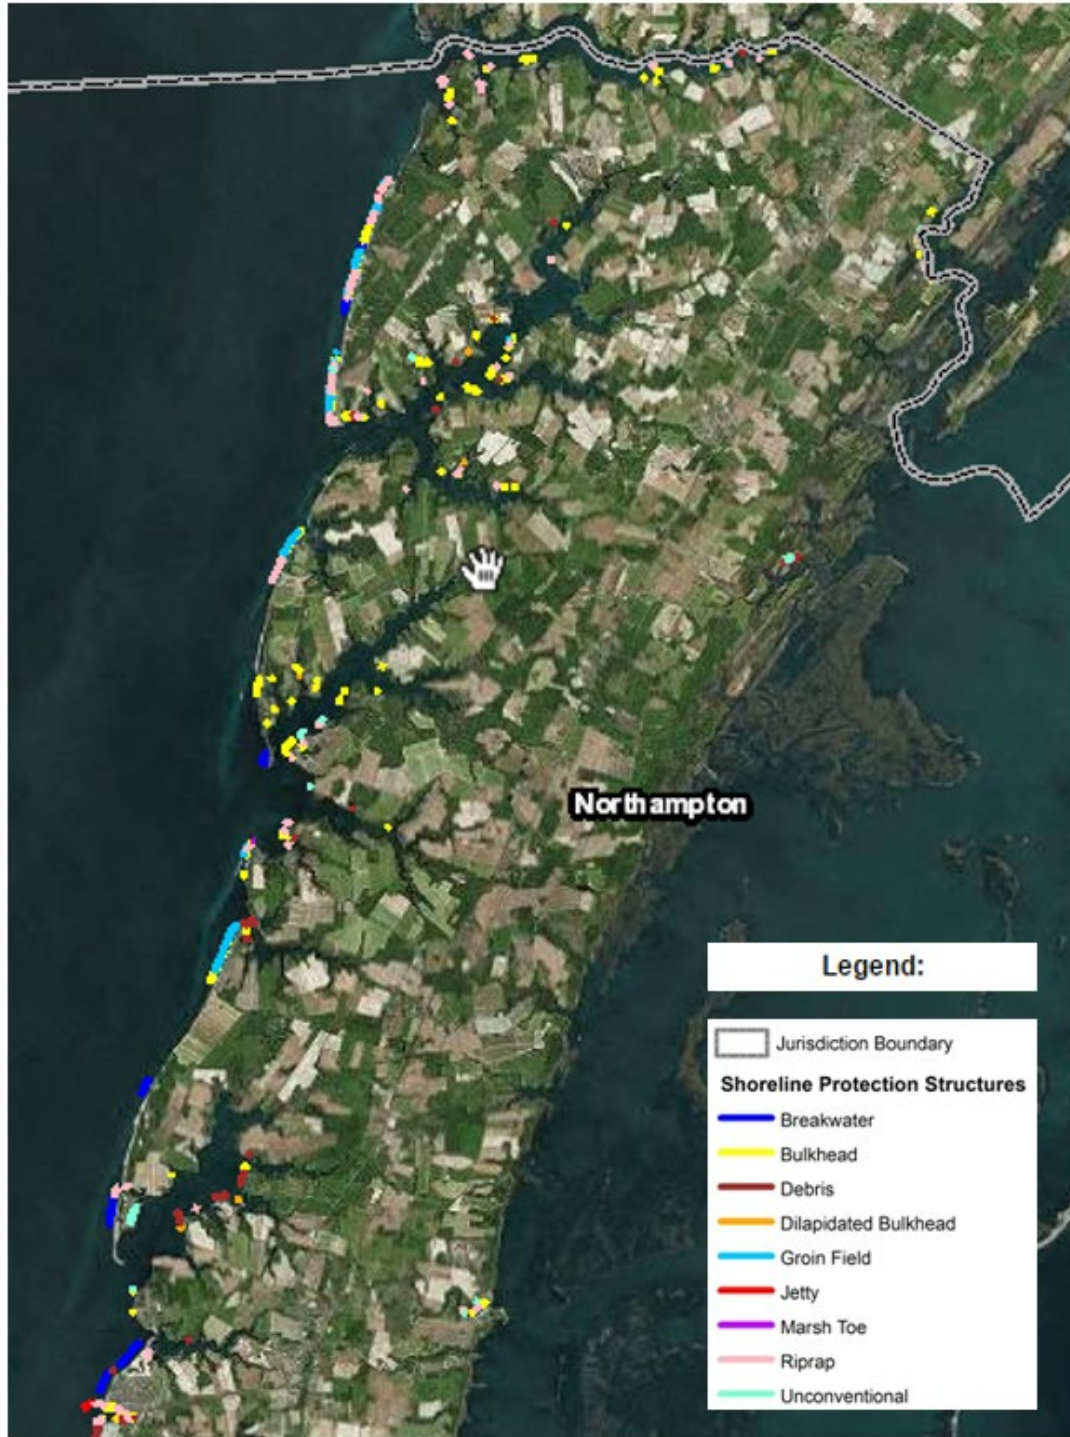 Northampton
Legend:
Jurisdiction Boundary
Shoreline Protection Structures
Breakwater
Bulkhead
Debris
Dilapidated Bulkhead
Groin Field
Jetty
Marsh Toe
Riprap
Unconventional